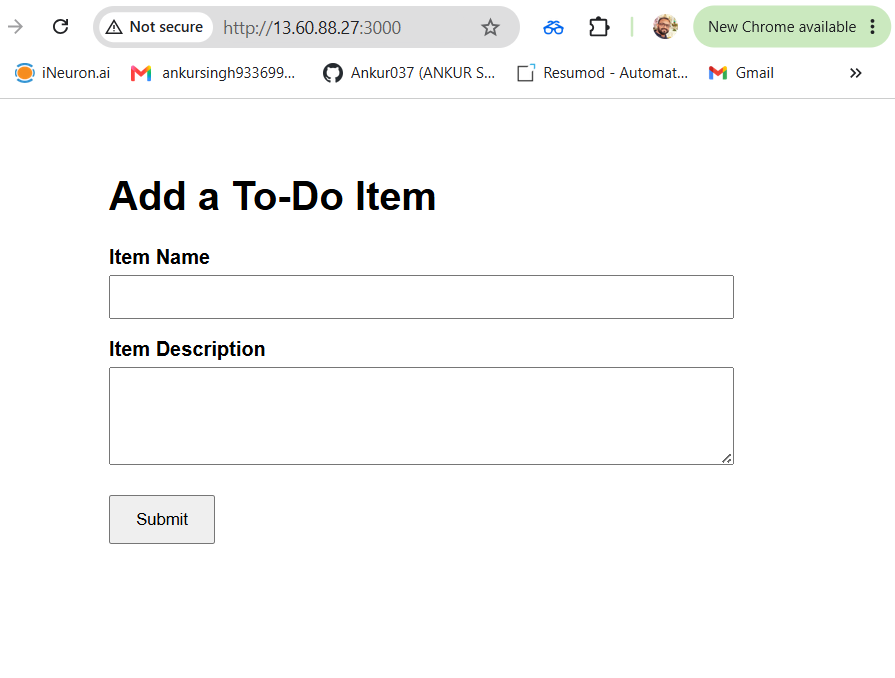 Not secure http://13.60.88.27:3000 New Chrome available
iNeuron.ai ankursingh933699... Ankur037 (ANKUR S... Resumod - Automat... Gmail
Add a To-Do Item
Item Name
Item Description
Submit